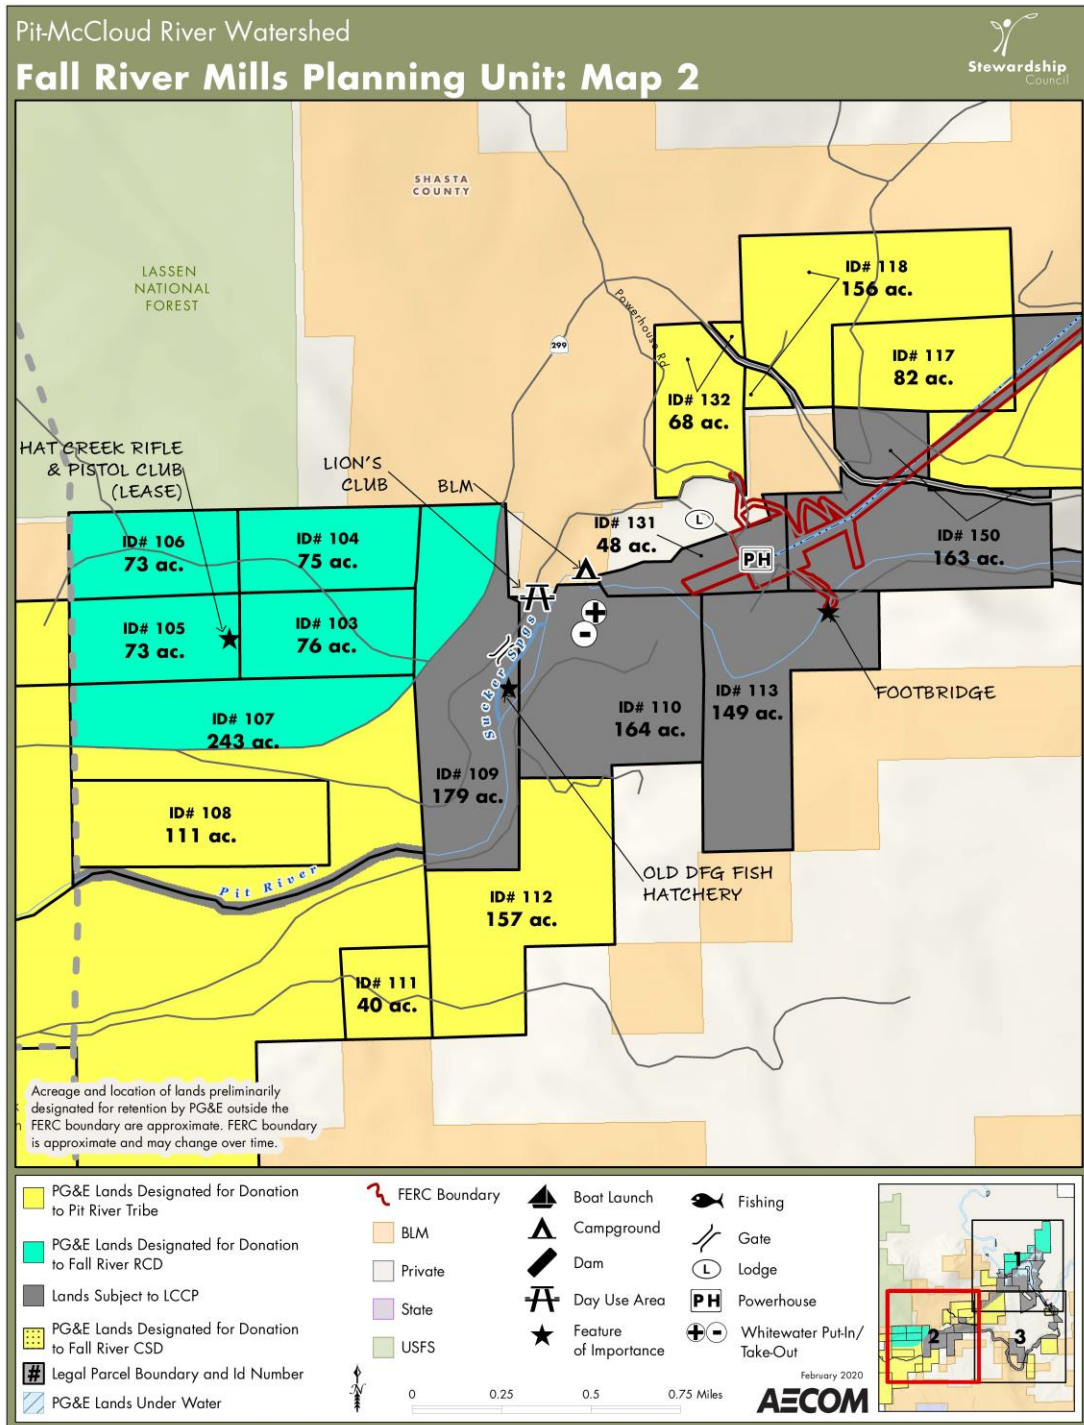 Pit-McCloud River Watershed
Fall River Mills Planning Unit: Map 2
Stewardship
Council
SHASTA
COUNTY
LASSEN
NATIONAL
FOREST
299
Powerhouse Rd
ID# 118
156 ac.
ID# 117
82 ac.
ID# 132
68 ac.
HAT CREEK RIFLE
& PISTOL CLUB
(LEASE)
LION'S
CLUB
BLM
ID# 131
48 ac.
L
PH
ID# 150
163 ac.
ID# 106
73 ac.
ID# 104
75 ac.
ID# 105
73 ac.
ID# 103
76 ac.
Sucker Spgs
FOOTBRIDGE
ID# 107
243 ac.
ID# 110
164 ac.
ID# 113
149 ac.
ID# 109
179 ac.
ID# 108
111 ac.
OLD DFG FISH
HATCHERY
Pit River
ID# 112
157 ac.
ID# 111
40 ac.
Acreage and location of lands preliminarily
designated for retention by PG&E outside the
FERC boundary are approximate. FERC boundary
is approximate and may change over time.
PG&E Lands Designated for Donation
to Pit River Tribe
PG&E Lands Designated for Donation
to Fall River RCD
Lands Subject to LCCP
PG&E Lands Designated for Donation
to Fall River CSD
# Legal Parcel Boundary and Id Number
PG&E Lands Under Water
FERC Boundary
BLM
Private
State
USFS
Boat Launch
Campground
Dam
Day Use Area
Feature
of Importance
Fishing
Gate
L Lodge
PH Powerhouse
Whitewater Put-In/
Take-Out
N
0 0.25 0.5 0.75 Miles
February 2020
AECOM
1
2
3